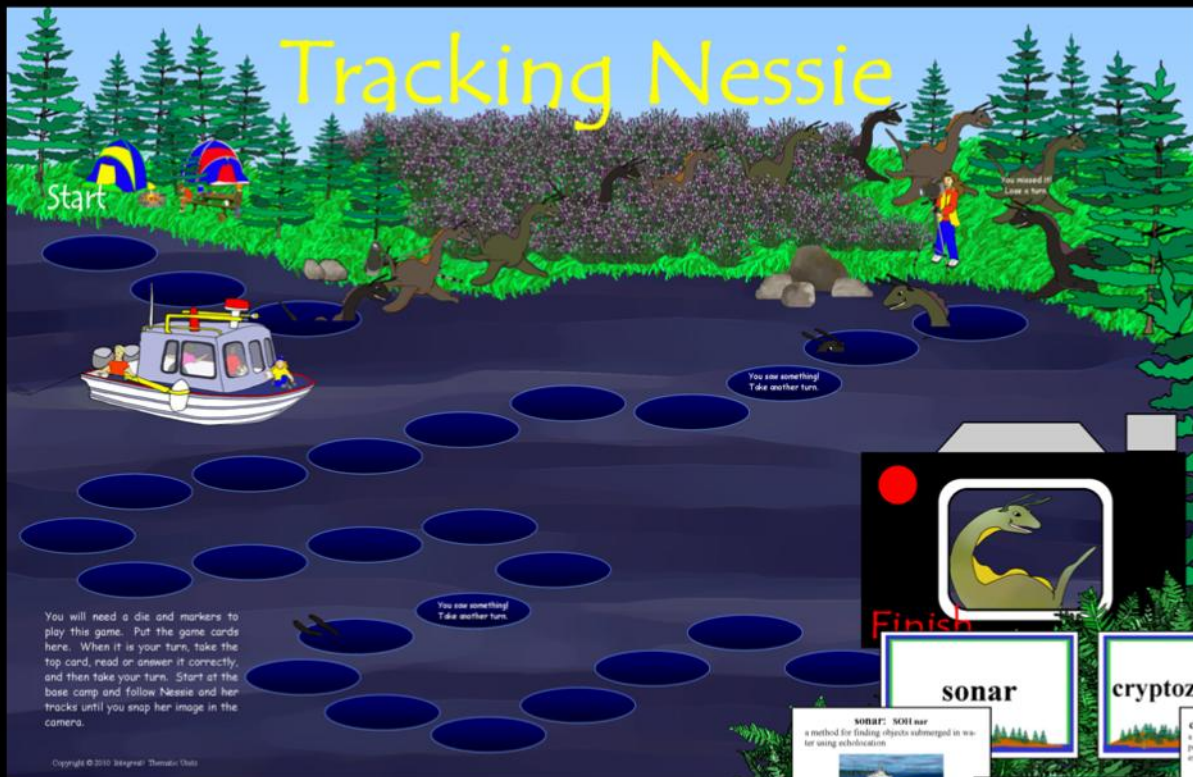 Tracking Nessie
Start
You missed it!
Lose a turn.
You saw something!
Take another turn.
You saw something!
Take another turn.
You will need a die and markers to
play this game. Put the game cards
here. When it is your turn, take the
top card, read or answer it correctly,
and then take your turn. Start at the
base camp and follow Nessie and her
tracks until you snap her image in the
camera.
Finish
sonar
cryptoz
sonar: SOH nar
a method for finding objects submerged in wa-
ter using echolocation
Copyright © 2010 Integreat! Thematic Units